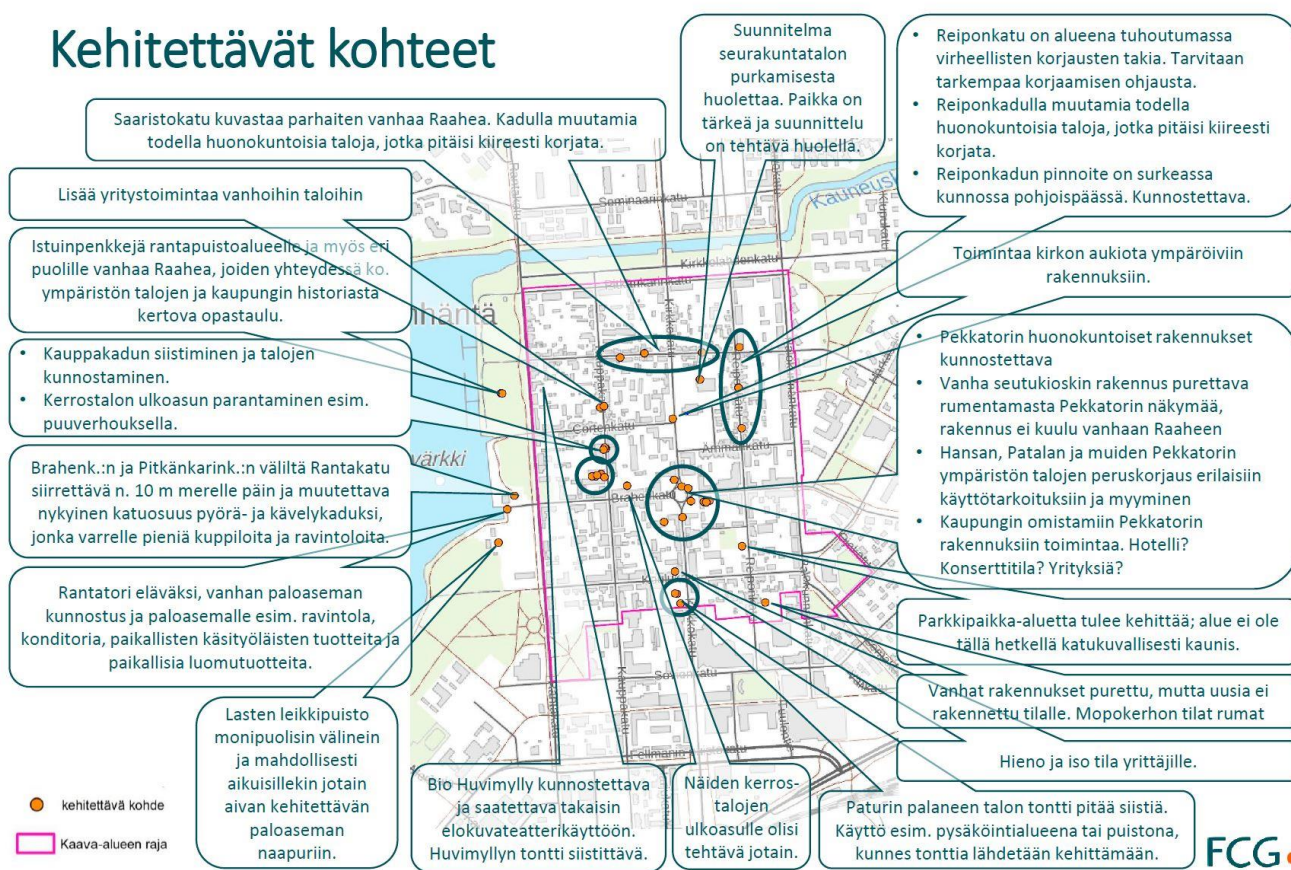 Kehitettävät kohteet
Suunnitelma
seurakuntatalon
purkamisesta
huolettaa. Paikka on
tärkeä ja suunnittelu
on tehtävä huolella.
• Reiponkatu on alueena tuhoutumassa
virheellisten korjausten takia. Tarvitaan
tarkempaa korjaamisen ohjausta.
• Reiponkadulla muutamia todella
huonokuntoisia taloja, jotka pitäisi kiireesti
korjata.
• Reiponkadun pinnoite on surkeassa
kunnossa pohjoispäässä. Kunnostettava.
Saaristokatu kuvastaa parhaiten vanhaa Raahea. Kadulla muutamia
todella huonokuntoisia taloja, jotka pitäisi kiireesti korjata.
Lisää yritystoimintaa vanhoihin taloihin
Istuinpenkkejä rantapuistoalueelle ja myös eri
puolille vanhaa Raahea, joiden yhteydessä ko.
ympäristön talojen ja kaupungin historiasta
kertova opastaulu.
Toimintaa kirkon aukiota ympäröiviin
rakennuksiin.
• Kauppakadun siistiminen ja talojen
kunnostaminen.
• Kerrostalon ulkoasun parantaminen esim.
puuverhouksella.
• Pekkatorin huonokuntoiset rakennukset
kunnostettava
• Vanha seutukioskin rakennus purettava
rumentamasta Pekkatorin näkymää,
rakennus ei kuulu vanhaan Raaheen
• Hansan, Patalan ja muiden Pekkatorin
ympäristön talojen peruskorjaus erilaisiin
käyttötarkoituksiin ja myyminen
• Kaupungin omistamiin Pekkatorin
rakennuksiin toimintaa. Hotelli?
Konserttitila? Yrityksiä?
Brahenk.:n ja Pitkänkarink.:n väliltä Rantakatu
siirrettävä n. 10 m merelle päin ja muutettava
nykyinen katuosuus pyörä- ja kävelykaduksi,
jonka varrelle pieniä kuppiloita ja ravintoloita.
Rantatori eläväksi, vanhan paloaseman
kunnostus ja paloasemalle esim. ravintola,
konditoria, paikallisten käsityöläisten tuotteita ja
paikallisia luomutuotteita.
Parkkipaikka-aluetta tulee kehittää; alue ei ole
tällä hetkellä katukuvallisesti kaunis.
Vanhat rakennukset purettu, mutta uusia ei
rakennettu tilalle. Mopokerhon tilat rumat
Hieno ja iso tila yrittäjille.
Lasten leikkipuisto
monipuolisin välinein
ja mahdollisesti
aikuisillekin jotain
aivan kehitettävän
paloaseman
naapuriin.
Bio Huvimylly kunnostettava
ja saatettava takaisin
elokuvateatterikäyttöön.
Huvimyllyn tontti siistittävä.
Näiden kerros-
talojen
ulkoasulle olisi
tehtävä jotain.
Paturin palaneen talon tontti pitää siistiä.
Käyttö esim. pysäköintialueena tai puistona,
kunnes tonttia lähdetään kehittämään.
kehitettävä kohde
Kaava-alueen raja
FCG
Seminaarinkatu
Kirkkolahdenkatu
Cortenkatu
Brahenkatu
Sovionkatu
Kauppakatu
Rantakatu
Kirkkokatu